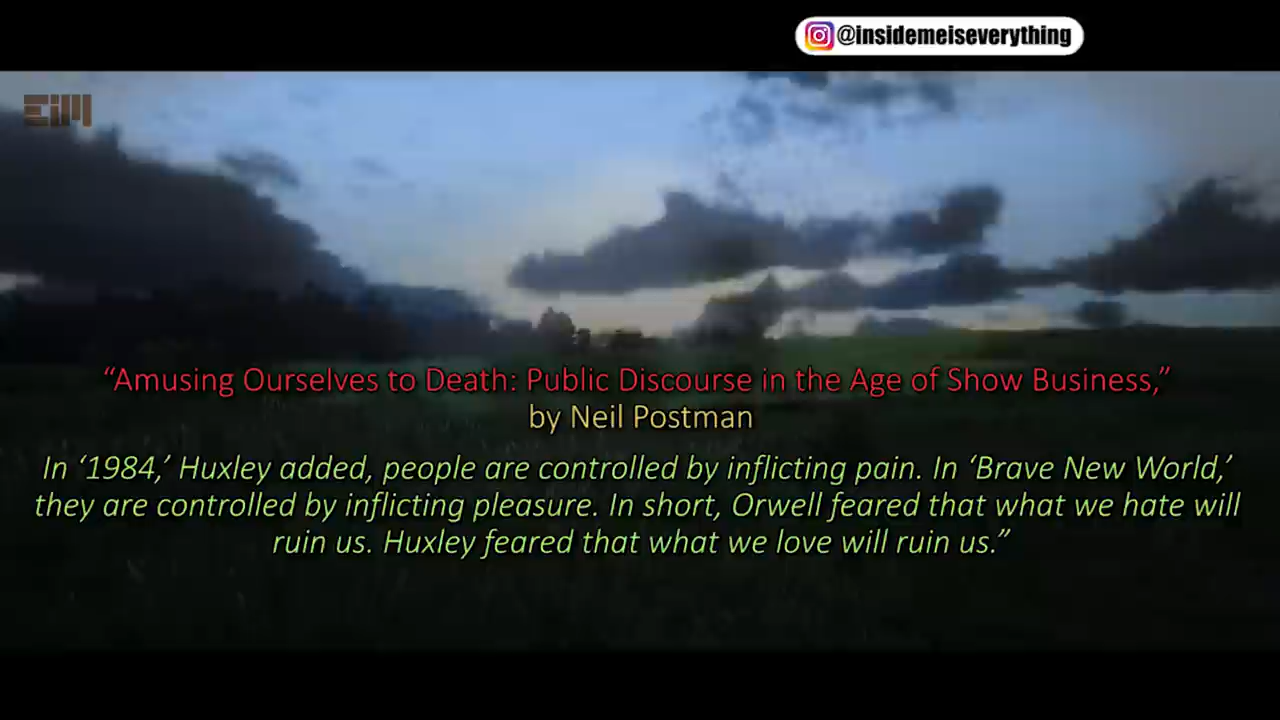 @insidemeiseverything
EiM
“Amusing Ourselves to Death: Public Discourse in the Age of Show Business,”
by Neil Postman
In ‘1984,’ Huxley added, people are controlled by inflicting pain. In ‘Brave New World,’
they are controlled by inflicting pleasure. In short, Orwell feared that what we hate will
ruin us. Huxley feared that what we love will ruin us.”